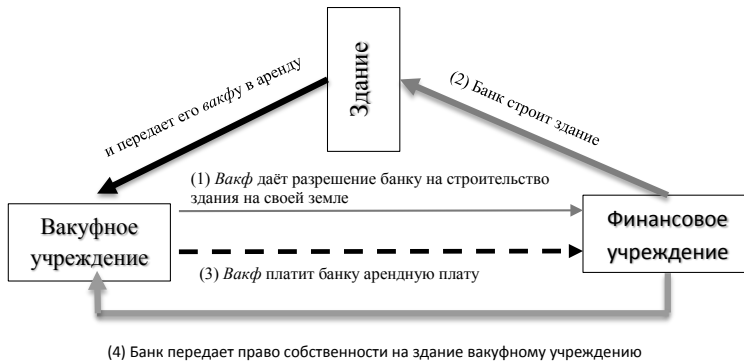 Здание
и передает его вакфу в аренду
(2) Банк строит здание
(1) Вакф даёт разрешение банку на строительство
здания на своей земле
Вакуфное
учреждение
Финансовое
учреждение
(3) Вакф платит банку арендную плату
(4) Банк передает право собственности на здание вакуфному учреждению